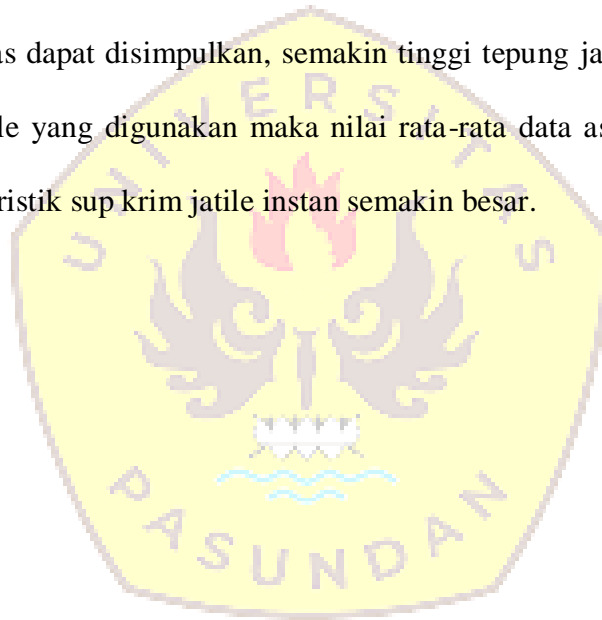 as dapat disimpulkan, semakin tinggi tepung ja
le yang digunakan maka nilai rata-rata data as
ristik sup krim jatile instan semakin besar.
UNIVERSITAS
PASUNDAN